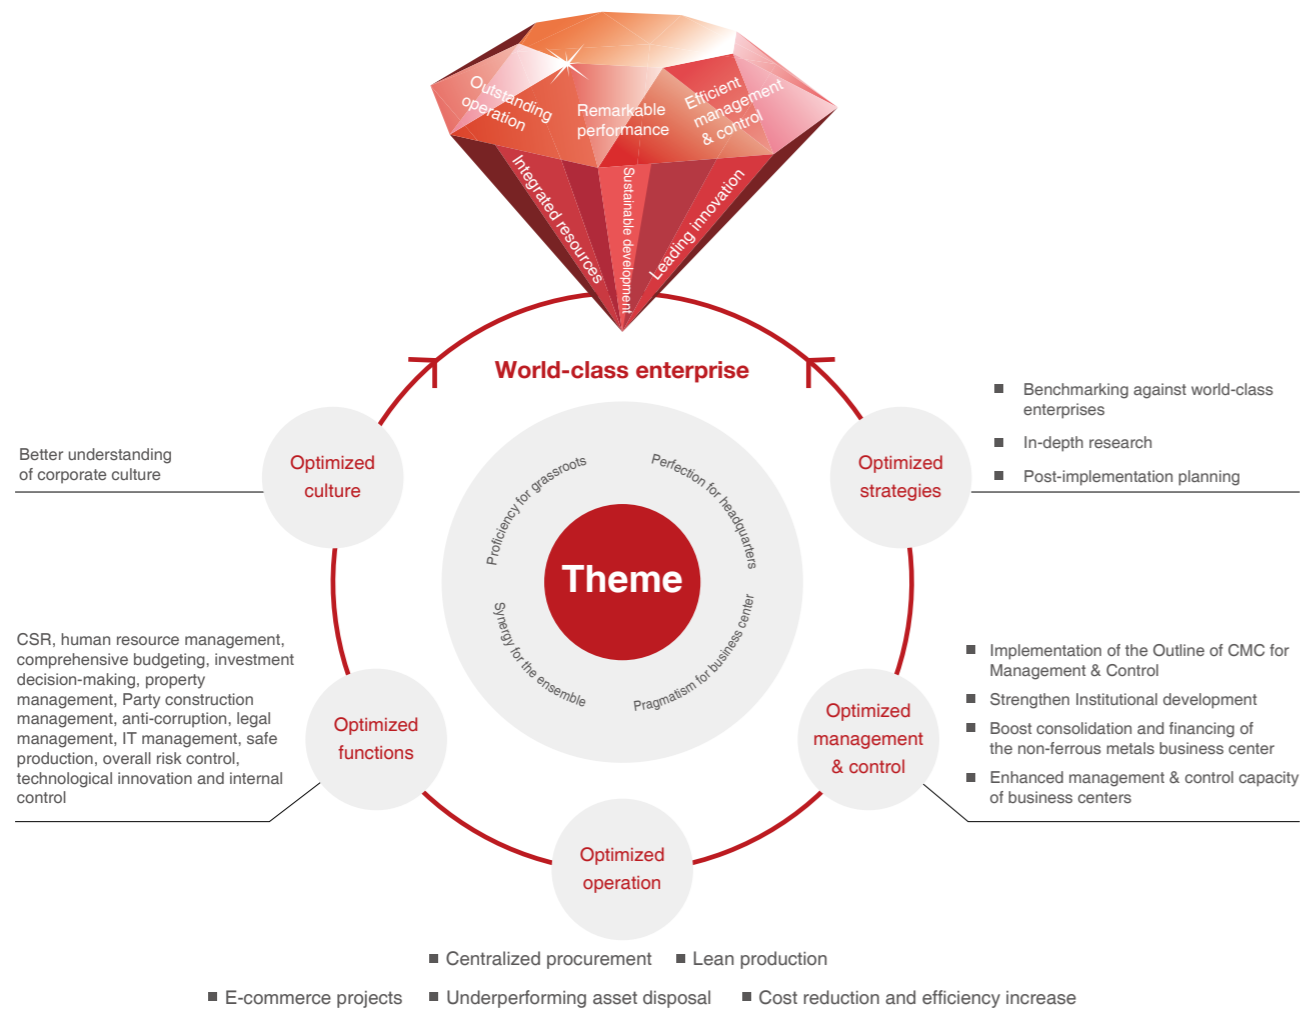 Outstanding
operation
Remarkable
performance
Efficient
management
& control
Integrated resources
Sustainable development
Leading innovation
World-class enterprise
Optimized
culture
Better understanding
of corporate culture
Optimized
strategies
■ Benchmarking against world-class
enterprises
■ In-depth research
■ Post-implementation planning
Proficiency for grassroots
Perfection for headquarters
Theme
Synergy for the ensemble
Pragmatism for business center
CSR, human resource management,
comprehensive budgeting, investment
decision-making, property
management, Party construction
management, anti-corruption, legal
management, IT management, safe
production, overall risk control,
technological innovation and internal
control
Optimized
functions
Optimized
management
& control
■ Implementation of the Outline of CMC for
Management & Control
■ Strengthen Institutional development
■ Boost consolidation and financing of
the non-ferrous metals business center
■ Enhanced management & control capacity
of business centers
Optimized
operation
■ Centralized procurement ■ Lean production
■ E-commerce projects ■ Underperforming asset disposal ■ Cost reduction and efficiency increase